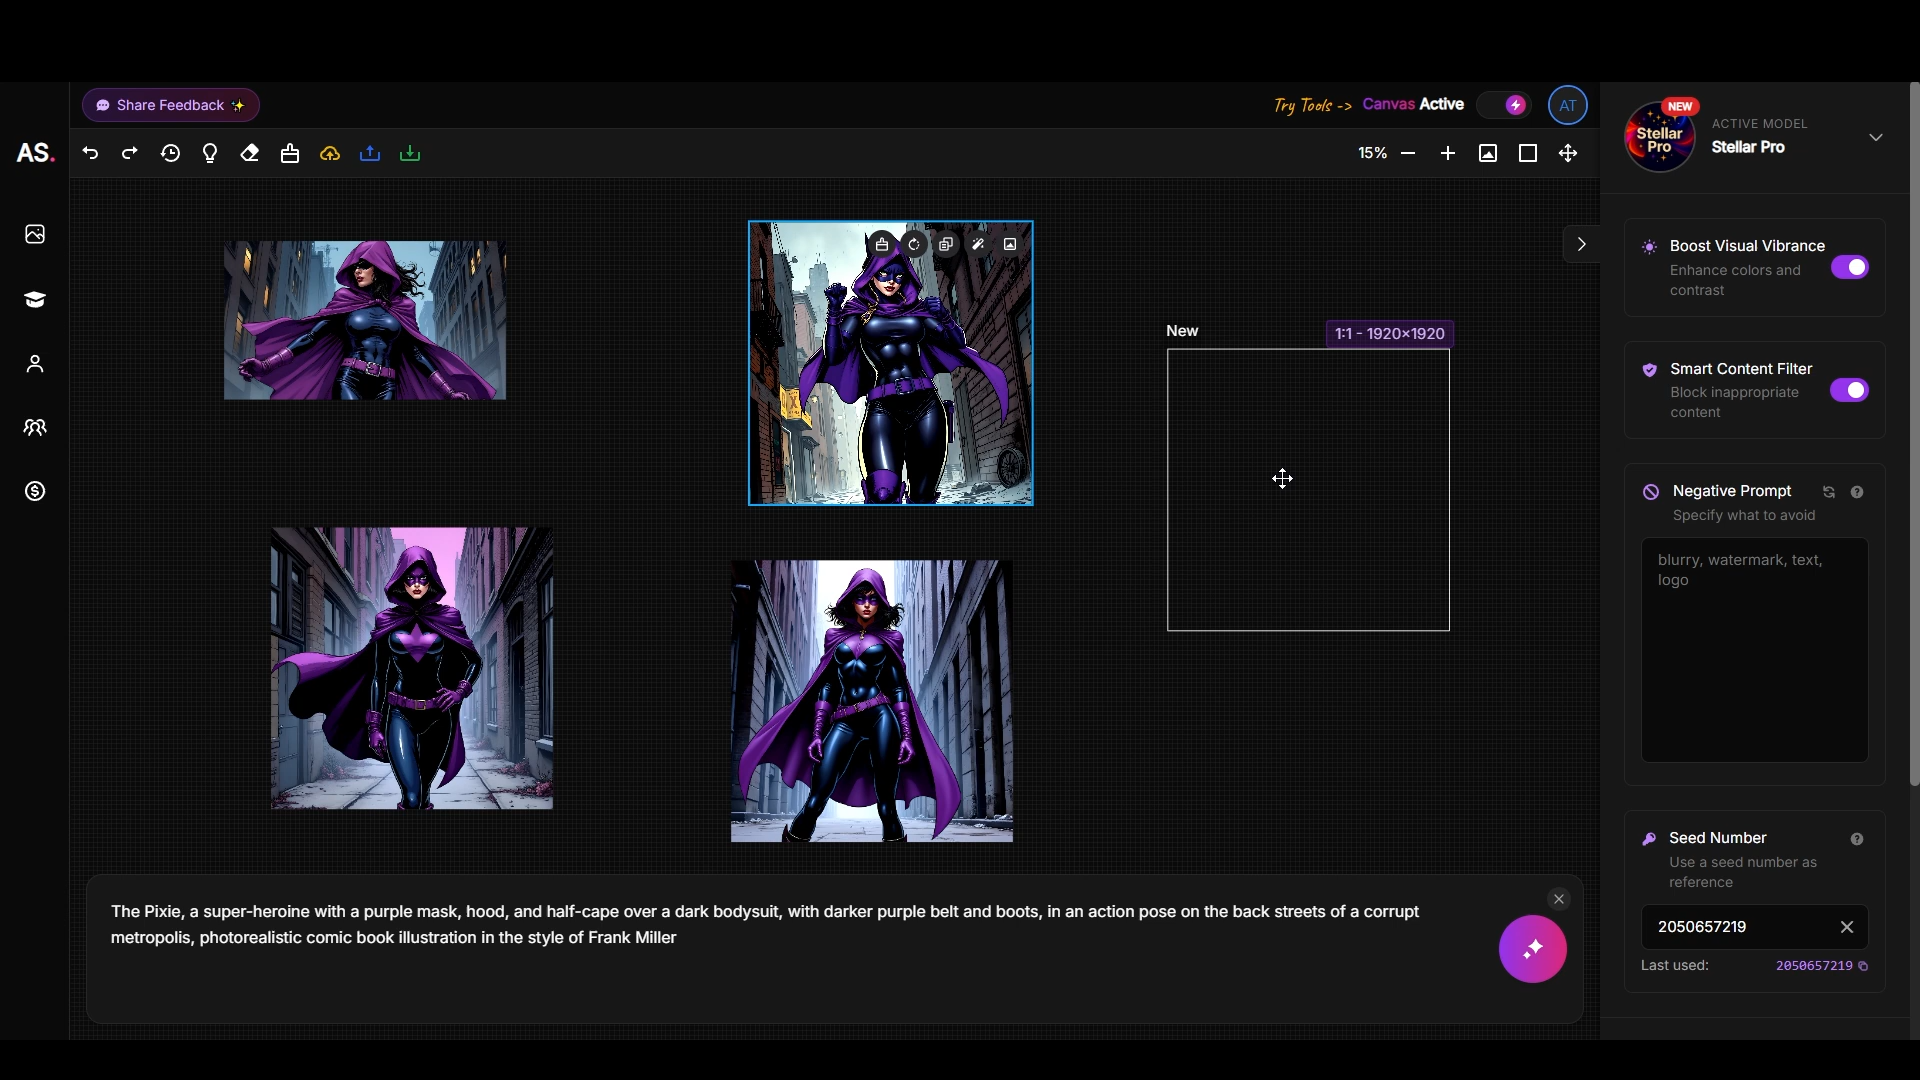 Share Feedback
Try Tools ->
Canvas Active
AT
AS.
15%
NEW
Stellar
Pro
ACTIVE MODEL
Stellar Pro
Boost Visual Vibrance
Enhance colors and
contrast
Smart Content Filter
Block inappropriate
content
New
1:1 - 1920×1920
Negative Prompt
Specify what to avoid
blurry, watermark, text,
logo
Seed Number
Use a seed number as
reference
2050657219
Last used:
2050657219
The Pixie, a super-heroine with a purple mask, hood, and half-cape over a dark bodysuit, with darker purple belt and boots, in an action pose on the back streets of a corrupt
metropolis, photorealistic comic book illustration in the style of Frank Miller